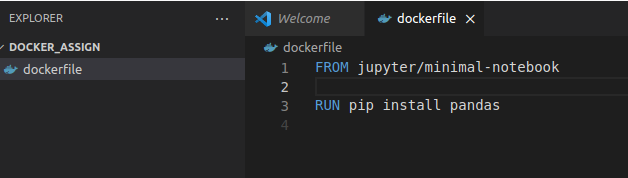 EXPLORER
DOCKER_ASSIGN
dockerfile
Welcome
dockerfile
dockerfile
1 FROM jupyter/minimal-notebook
2
3 RUN pip install pandas
4